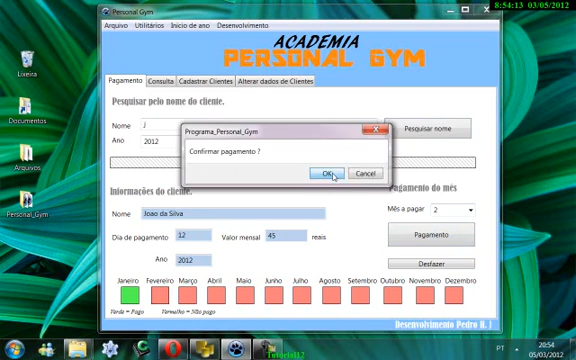 8:54:13 03/05/2012
Personal Gym
Arquivo Utilitários Inicio de ano Desenvolvimento
ACADEMIA
PERSONAL GYM
Pagamento Consulta Cadastrar Clientes Alterar dados de Clientes
Pesquisar pelo nome do cliente.
Nome j
Pesquisar nome
Ano 2012
Programa_Personal_Gym
Confirmar pagamento ?
OK Cancel
Informações do cliente.
Pagamento do mês
Nome Joao da Silva
Mês a pagar 2
Dia de pagamento 12 Valor mensal 45 reais
Pagamento
Ano 2012
Desfazer
Janeiro Fevereiro Março Abril Maio Junho Julho Agosto Setembro Outubro Novembro Dezembro
Verde = Pago Vermelho = Não pago
Desenvolvimento Pedro H. J
Lixeira
Documentos
Arquivos
Personal_Gym
PT
20:54
05/03/2012